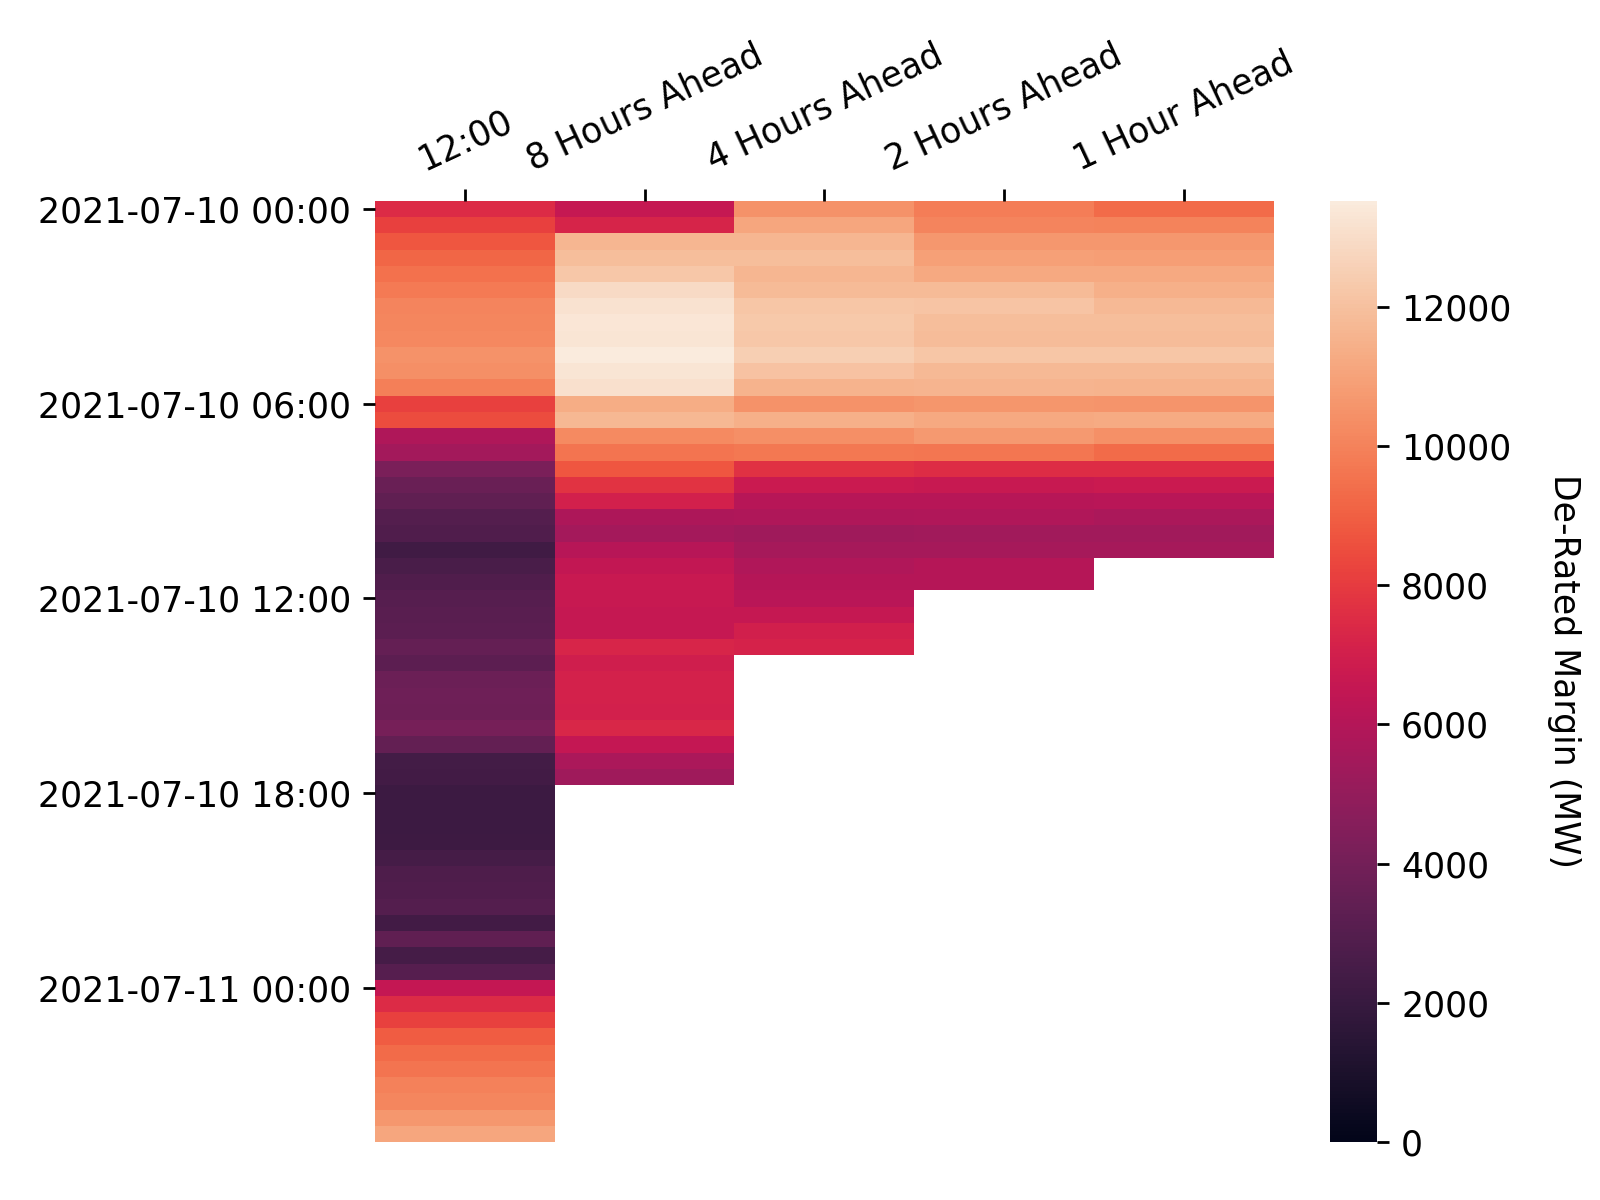 12:00
8 Hours Ahead
4 Hours Ahead
2 Hours Ahead
1 Hour Ahead
2021-07-10 00:00
2021-07-10 06:00
2021-07-10 12:00
2021-07-10 18:00
2021-07-11 00:00
12000
10000
8000
6000
4000
2000
0
De-Rated Margin (MW)